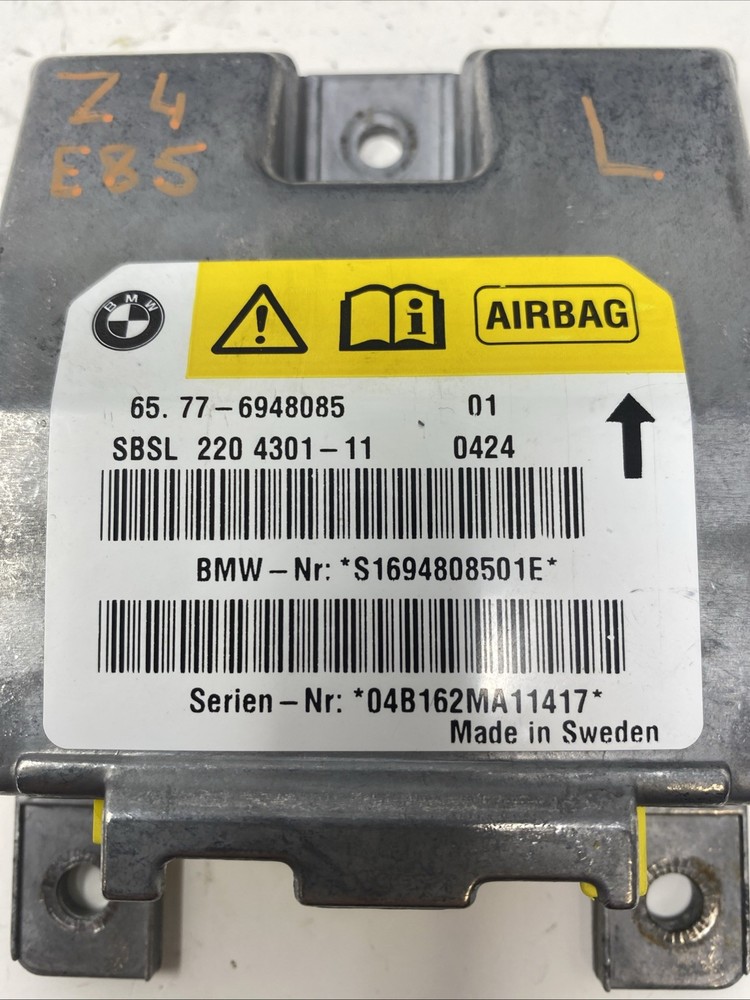 Z4
E85
L
BMW
AIRBAG
65. 77-6948085 01
SBSL 220 4301-11 0424
BMW-Nr: *S1694808501E*
Serien-Nr: *04B162MA11417*
Made in Sweden